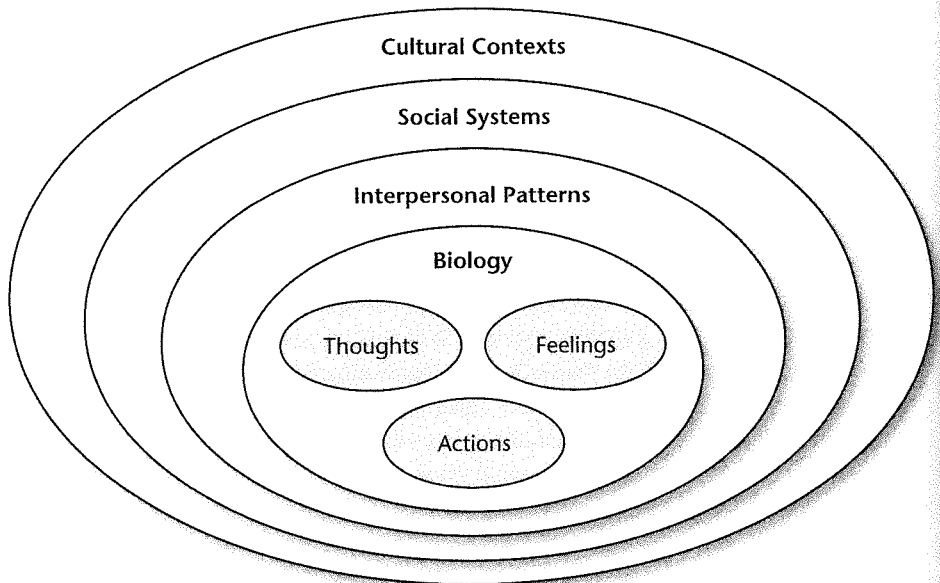 Cultural Contexts
Social Systems
Interpersonal Patterns
Biology
Thoughts
Feelings
Actions